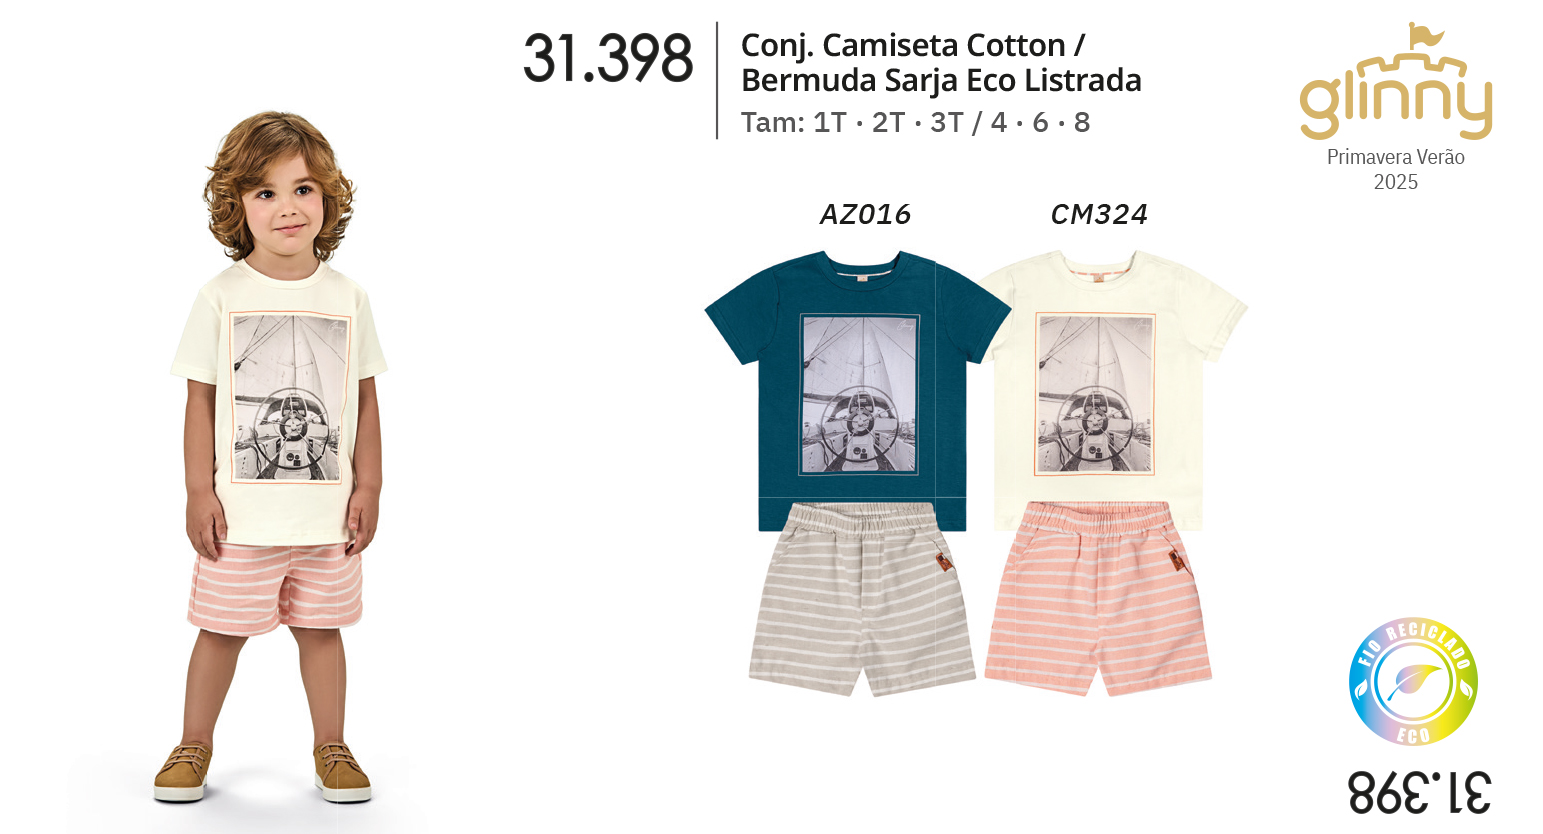 31.398
Conj. Camiseta Cotton /
Bermuda Sarja Eco Listrada
Tam: 1T • 2T • 3T / 4 • 6 • 8
glinny
Primavera Verão
2025
AZ016
CM324
FIO RECICLADO
ECO
31.398